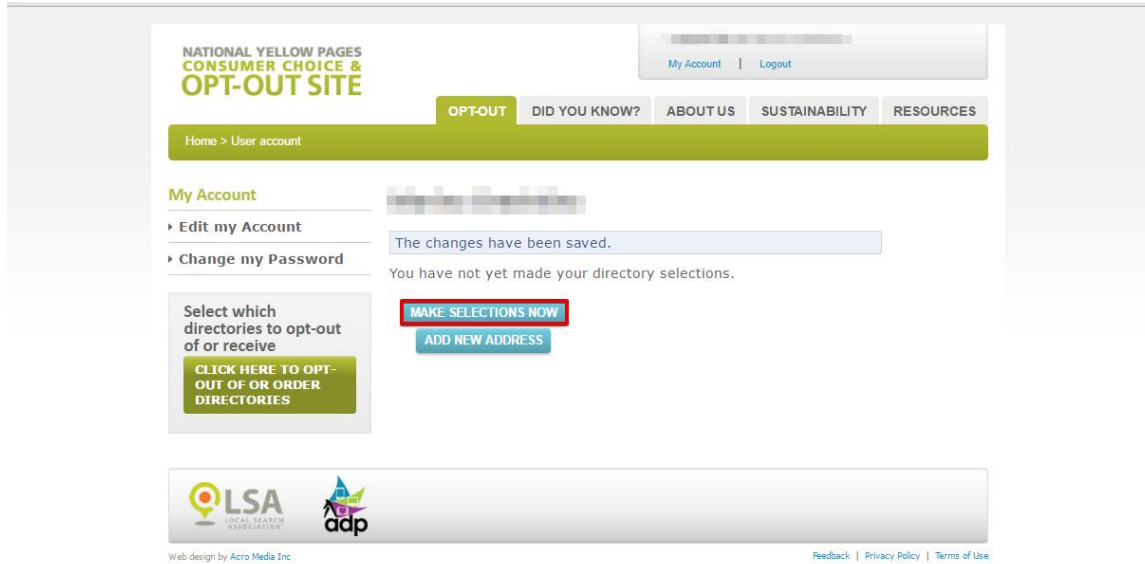 NATIONAL YELLOW PAGES
CONSUMER CHOICE &
OPT-OUT SITE
My Account | Logout
OPT-OUT DID YOU KNOW? ABOUT US SUSTAINABILITY RESOURCES
Home > User account
My Account
Edit my Account
Change my Password
Select which
directories to opt-out
of or receive
CLICK HERE TO OPT-
OUT OF OR ORDER
DIRECTORIES
The changes have been saved.
You have not yet made your directory selections.
MAKE SELECTIONS NOW
ADD NEW ADDRESS
LSA
LOCAL SEARCH
ASSOCIATION
adp
Web design by Acro Media Inc
Feedback | Privacy Policy | Terms of Use